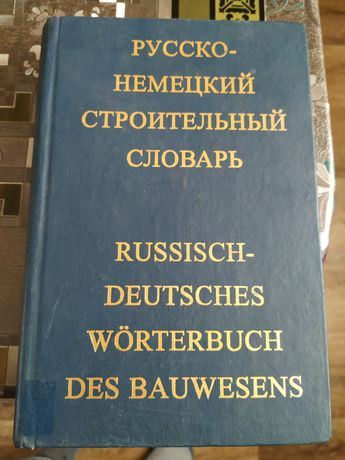 РУССКО-
НЕМЕЦКИЙ
СТРОИТЕЛЬНЫЙ
СЛОВАРЬ
RUSSISCH-
DEUTSCHES
WÖRTERBUCH
DES BAUWESENS